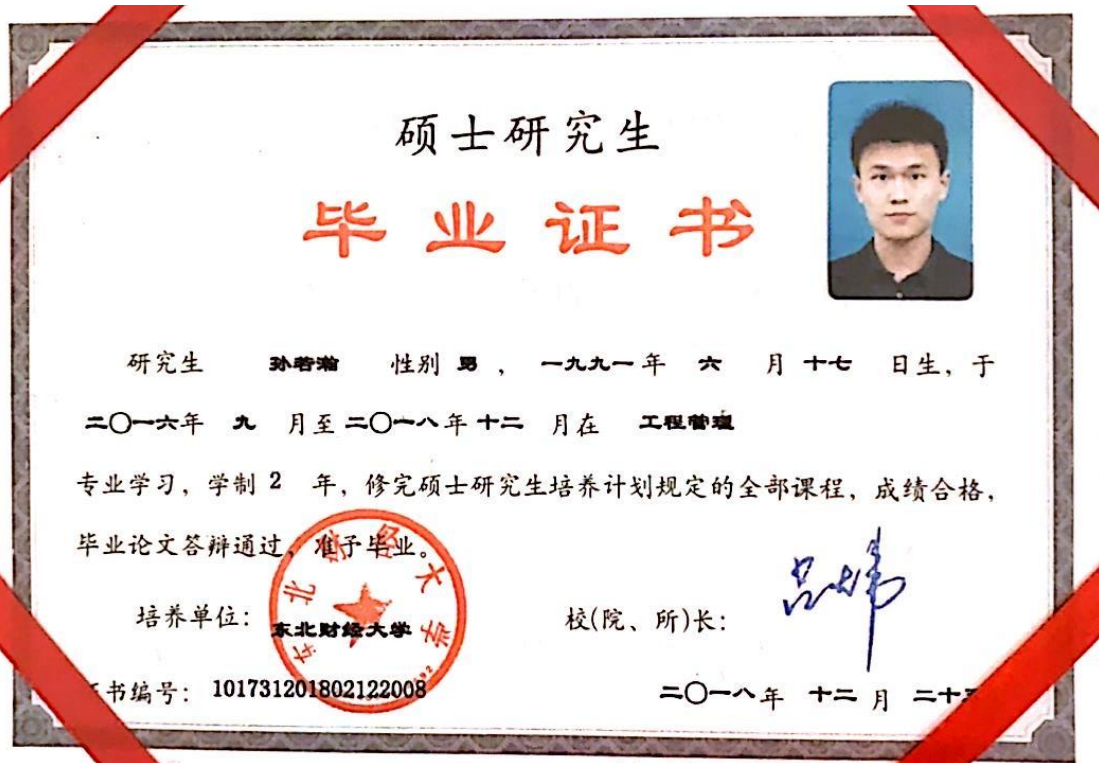 硕士研究生
毕业证书
研究生 孙若瀚 性别 男 ， 一九九一年 六 月 十七 日生，于
二〇一六年 九 月至二〇一八年十二 月在 工程管理
专业学习，学制 2 年，修完硕士研究生培养计划规定的全部课程，成绩合格，
毕业论文答辩通过，准予毕业。
东北财经大学
培养单位： 东北财经大学 校(院、所)长：
书编号： 101731201802122008 二〇一八年 十二 月 二十